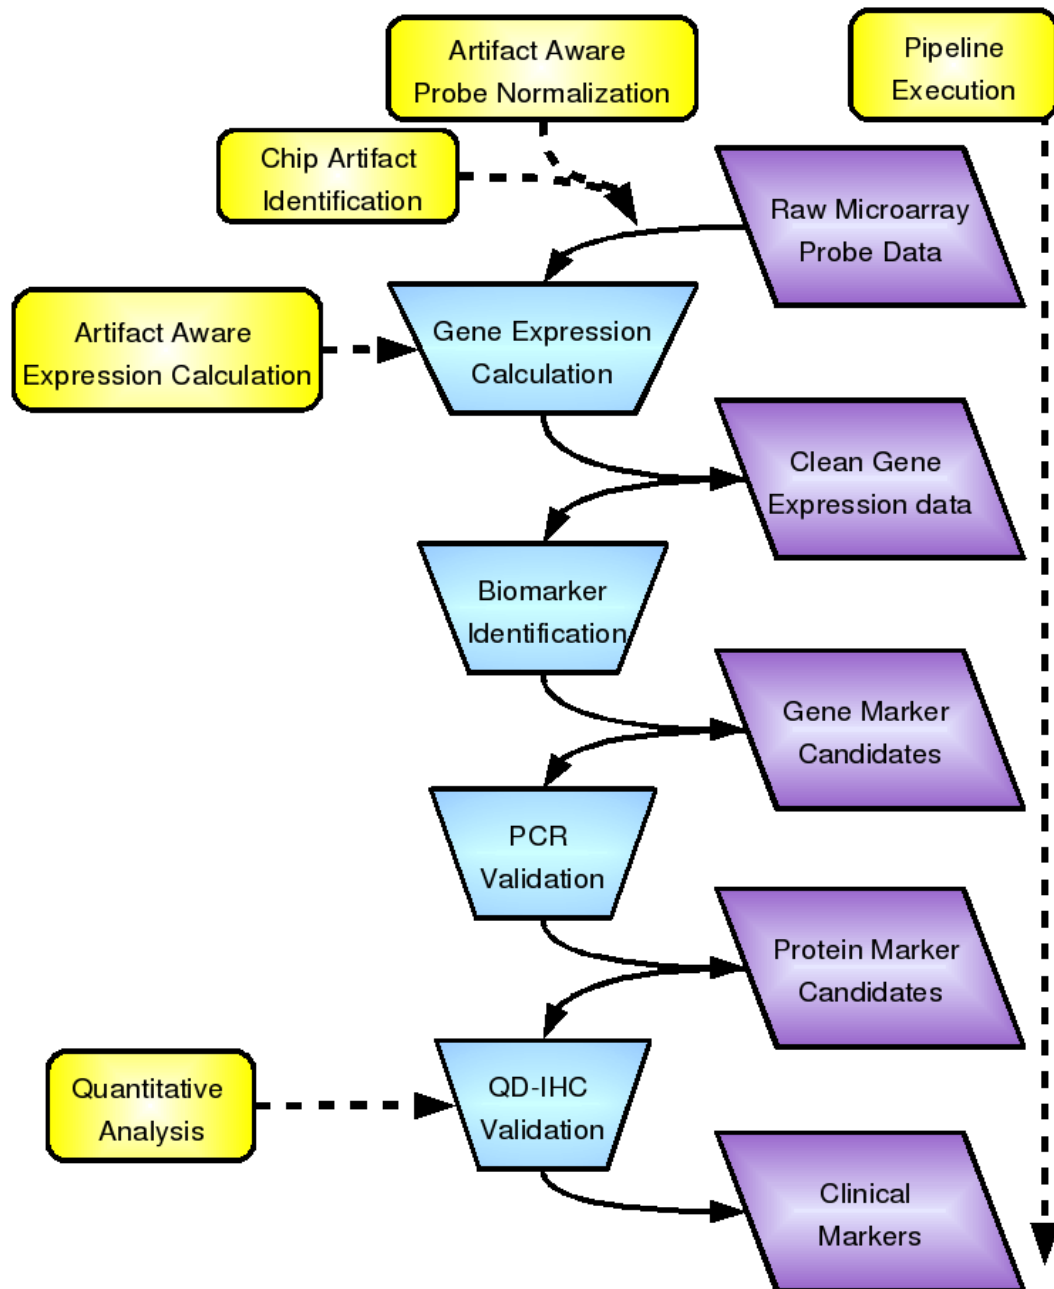 Artifact Aware
Probe Normalization
Pipeline
Execution
Chip Artifact
Identification
Raw Microarray
Probe Data
Artifact Aware
Expression Calculation
Gene Expression
Calculation
Clean Gene
Expression data
Biomarker
Identification
Gene Marker
Candidates
PCR
Validation
Protein Marker
Candidates
Quantitative
Analysis
QD-IHC
Validation
Clinical
Markers